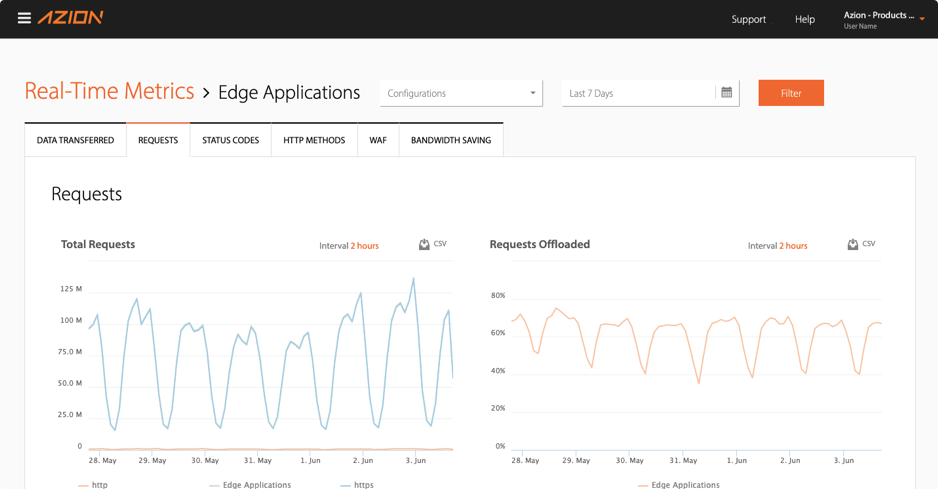 AZION
Support Help Azion - Products ...
User Name
Real-Time Metrics > Edge Applications Configurations Last 7 Days Filter
DATA TRANSFERRED REQUESTS STATUS CODES HTTP METHODS WAF BANDWIDTH SAVING
Requests
Total Requests Interval 2 hours CSV
125 M
100 M
75.0 M
50.0 M
25.0 M
0
28. May 29. May 30. May 31. May 1. Jun 2. Jun 3. Jun
http Edge Applications https
Requests Offloaded Interval 2 hours CSV
80%
60%
40%
20%
0%
28. May 29. May 30. May 31. May 1. Jun 2. Jun 3. Jun
Edge Applications